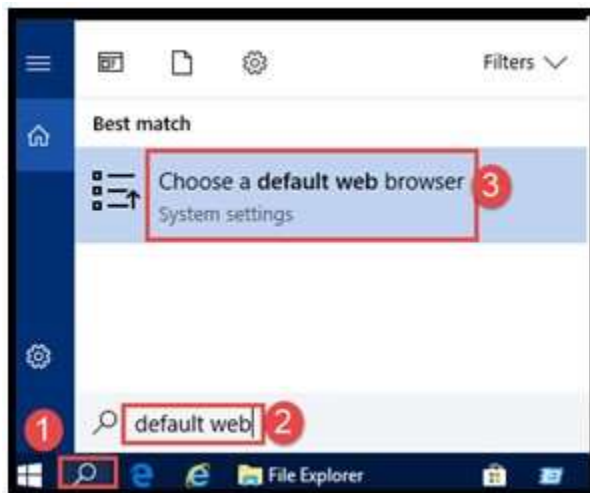 Filters
Best match
Choose a default web browser
3
System settings
1
default web
2
File Explorer